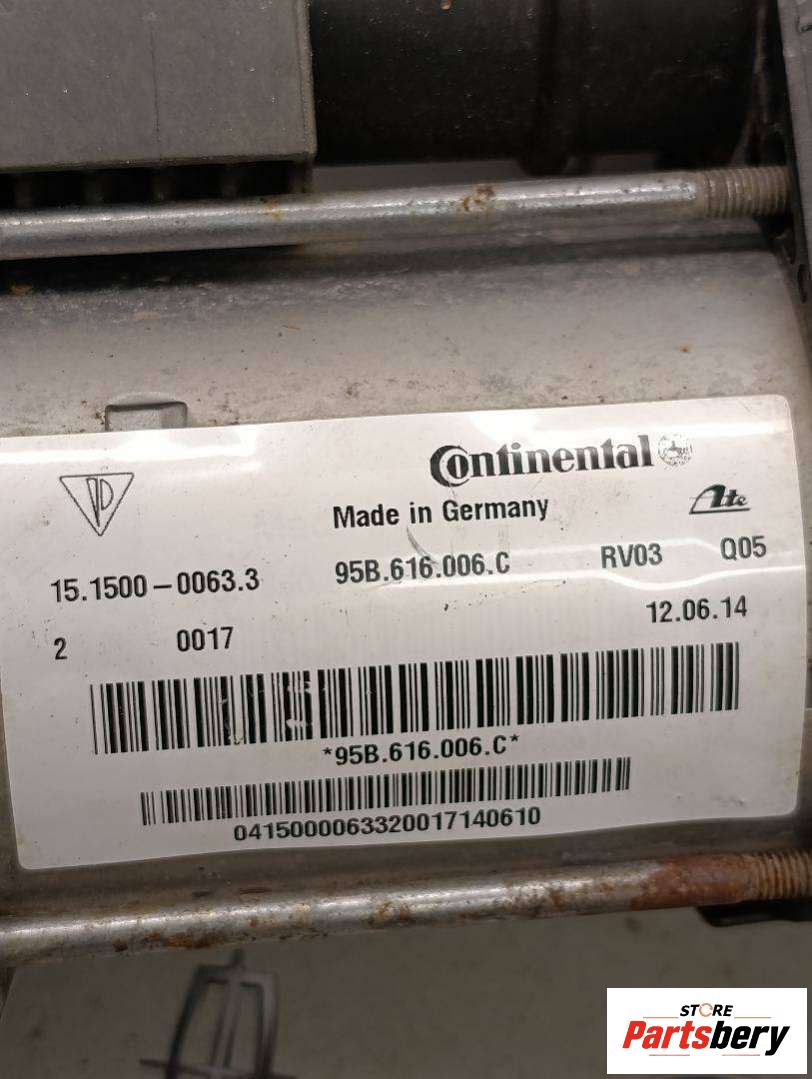 Continental
Made in Germany
Ate
15.1500-0063.3 95B.616.006.C RV03 Q05
2 0017 12.06.14
*95B.616.006.C*
0415000063320017140610
STORE
Partsbery